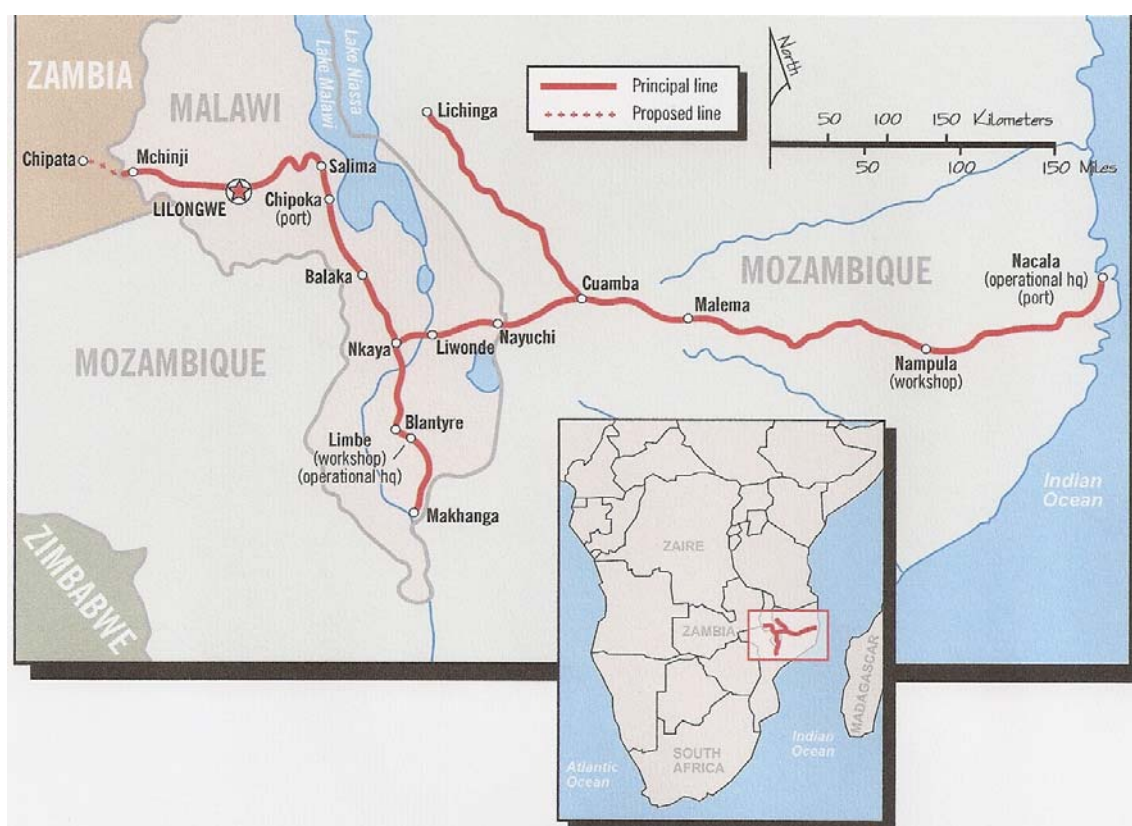 ZAMBIA
MALAWI
Lake Malawi
Lake Niassa
Lichinga
Principal line
Proposed line
North
50 100 150 Kilometers
50 100 150 Miles
Chipata
Mchinji
Salima
LILONGWE
Chipoka
(port)
Balaka
Cuamba
MOZAMBIQUE
Nacala
(operational hq)
(port)
Malema
Nayuchi
Liwonde
Nkaya
MOZAMBIQUE
Nampula
(workshop)
Blantyre
Limbe
(workshop)
(operational hq)
Makhanga
Indian
Ocean
ZIMBABWE
ZAIRE
ZAMBIA
MADAGASCAR
Indian
Ocean
Atlantic
Ocean
SOUTH
AFRICA